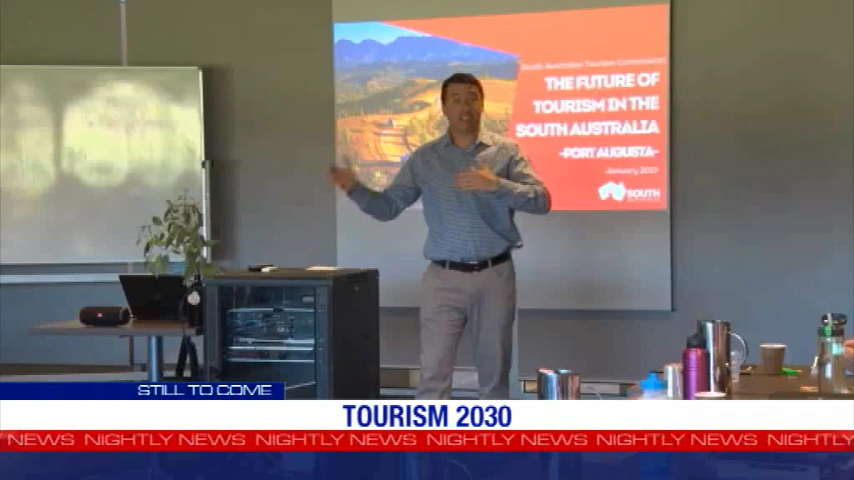 South Australian Tourism Commission
THE FUTURE OF
TOURISM IN THE
SOUTH AUSTRALIA
-PORT AUGUSTA-
January 201?
SOUTH
STILL TO COME
TOURISM 2030
NEWS NIGHTLY NEWS NIGHTLY NEWS NIGHTLY NEWS NIGHTLY NEWS NIGHTLY NEWS NIGHTLY